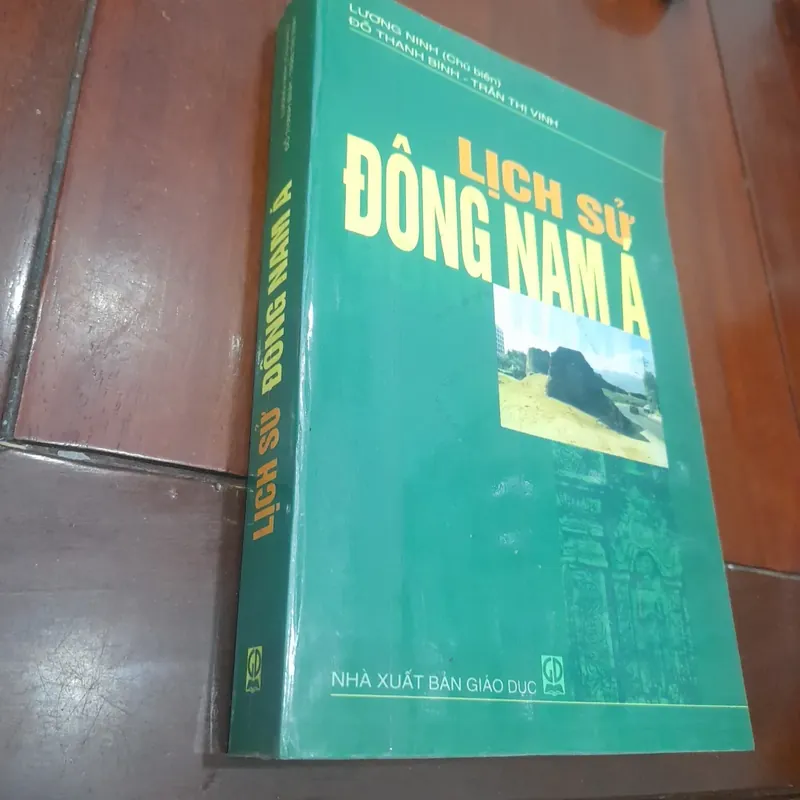 LƯƠNG NINH (Chủ biên)
ĐỖ THANH BÌNH - TRẦN THỊ VINH
LỊCH SỬ
ĐÔNG NAM Á
NHÀ XUẤT BẢN GIÁO DỤC
LỊCH SỬ ĐÔNG NAM Á